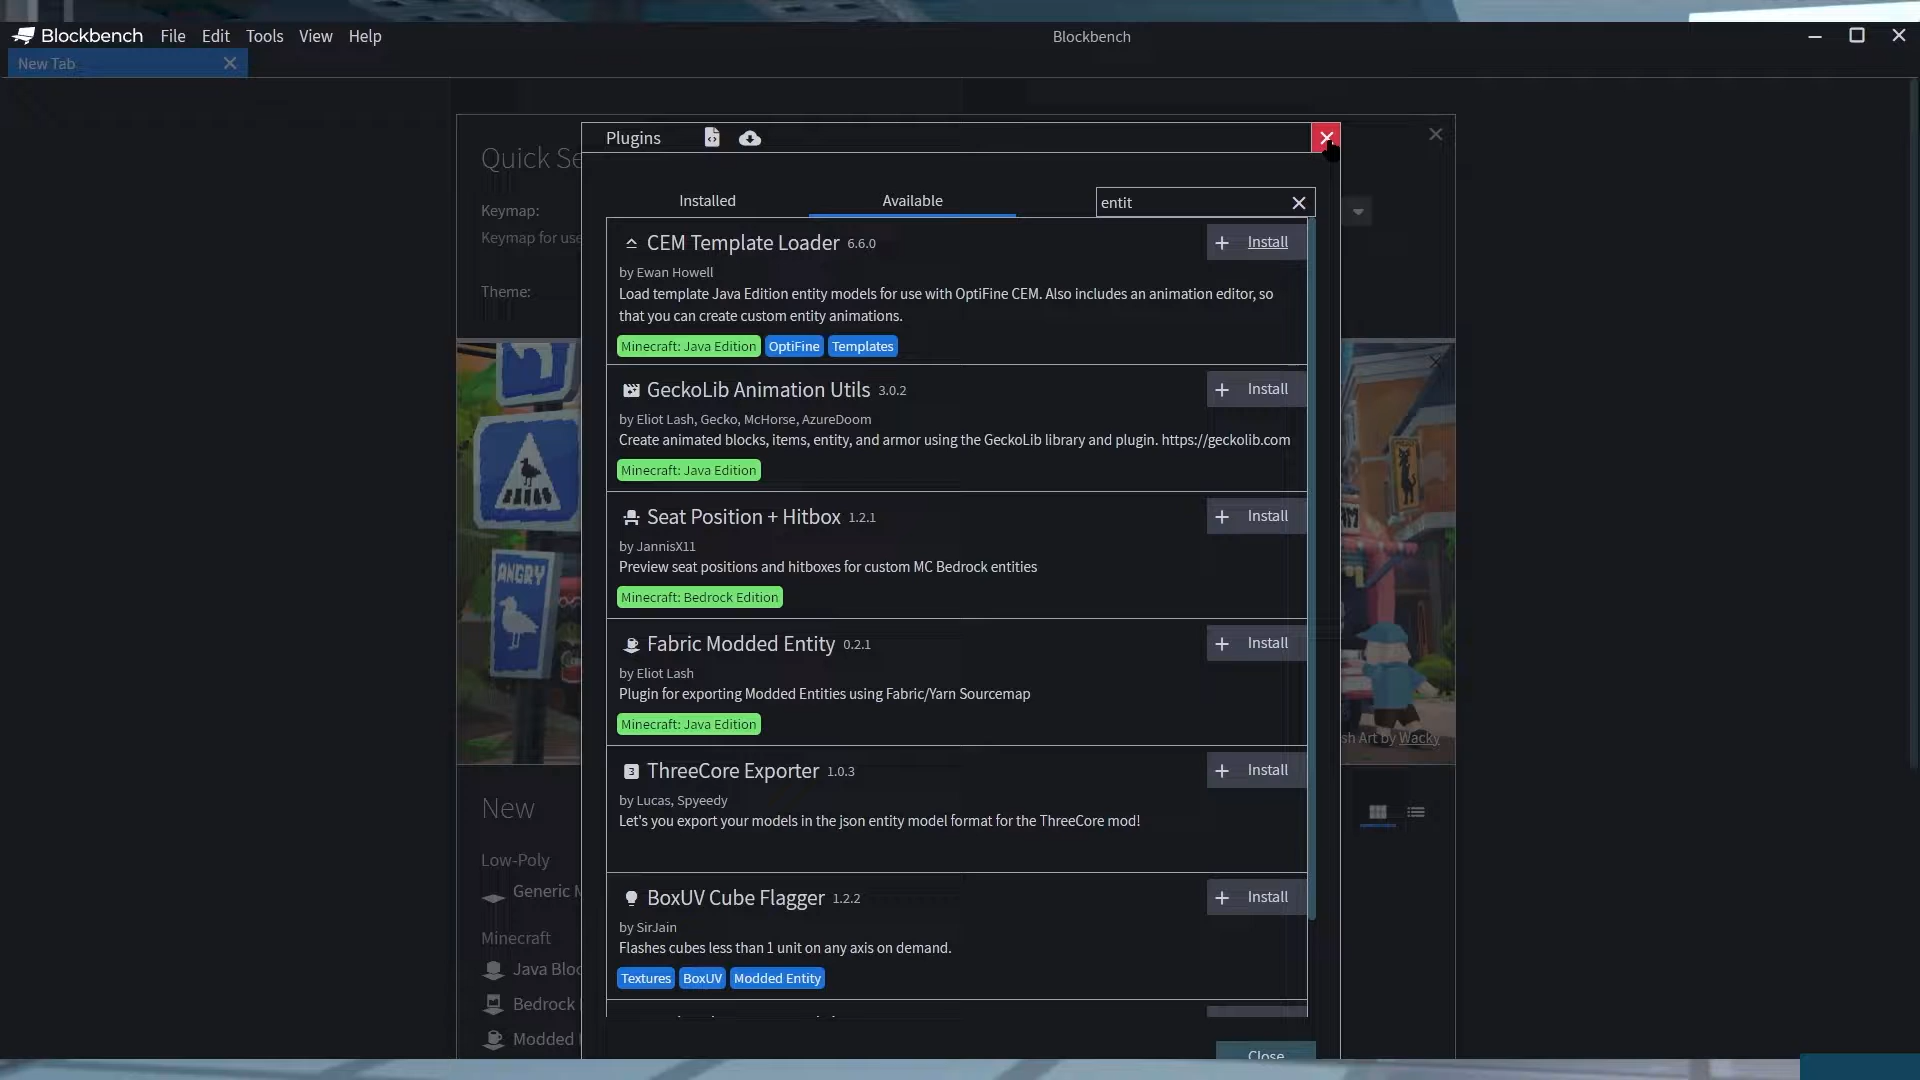 Blockbench File Edit Tools View Help
Blockbench
New Tab
Quick Se
Keymap:
Keymap for use
Theme:
Plugins
Installed
Available
entit
CEM Template Loader 6.6.0
Install
by Ewan Howell
Load template Java Edition entity models for use with OptiFine CEM. Also includes an animation editor, so
that you can create custom entity animations.
Minecraft: Java Edition OptiFine Templates
GeckoLib Animation Utils 3.0.2
Install
by Eliot Lash, Gecko, McHorse, AzureDoom
Create animated blocks, items, entity, and armor using the GeckoLib library and plugin. https://geckolib.com
Minecraft: Java Edition
Seat Position + Hitbox 1.2.1
Install
by JannisX11
Preview seat positions and hitboxes for custom MC Bedrock entities
Minecraft: Bedrock Edition
Fabric Modded Entity 0.2.1
Install
by Eliot Lash
Plugin for exporting Modded Entities using Fabric/Yarn Sourcemap
Minecraft: Java Edition
ThreeCore Exporter 1.0.3
Install
by Lucas, Spyeedy
Let's you export your models in the json entity model format for the ThreeCore mod!
BoxUV Cube Flagger 1.2.2
Install
by SirJain
Flashes cubes less than 1 unit on any axis on demand.
Textures BoxUV Modded Entity
Close
ANGRY
sh Art by Wacky
New
Low-Poly
Generic M
Minecraft
Java Bloc
Bedrock
Modded